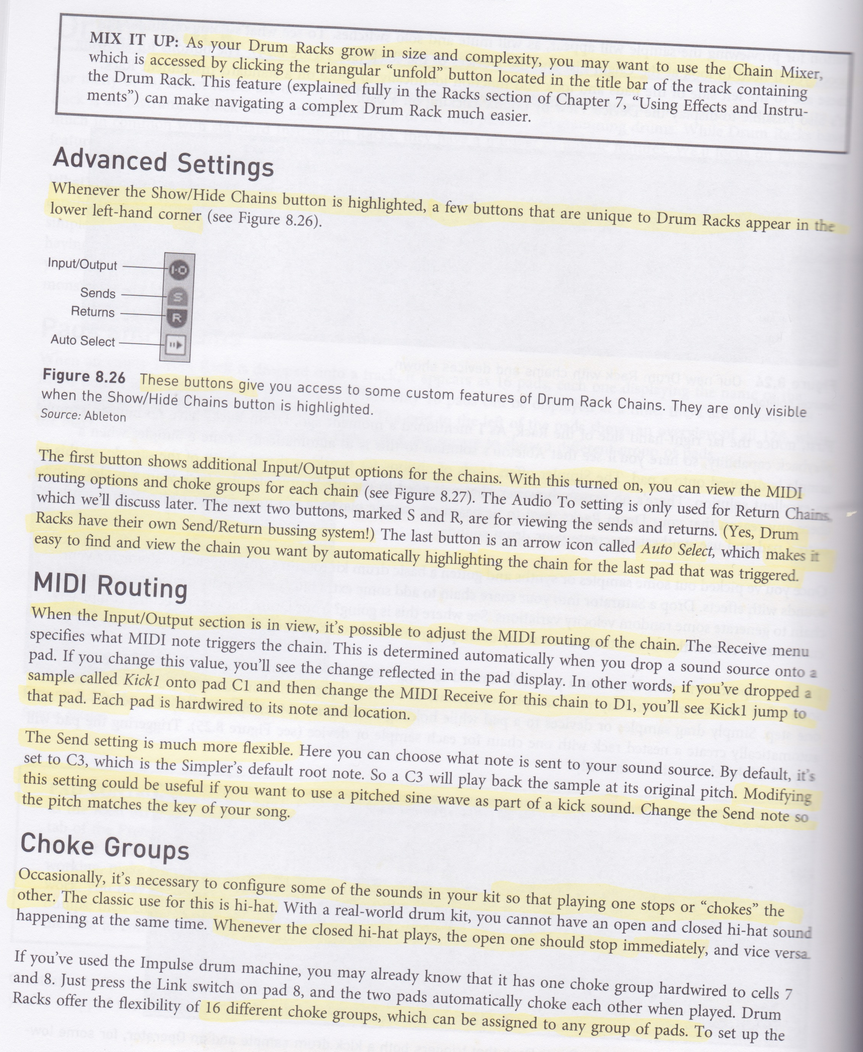 MIX IT UP: As your Drum Racks grow in size and complexity, you may want to use the Chain Mixer,
which is accessed by clicking the triangular “unfold” button located in the title bar of the track containing
the Drum Rack. This feature (explained fully in the Racks section of Chapter 7, “Using Effects and Instru-
ments”) can make navigating a complex Drum Rack much easier.
Advanced Settings
Whenever the Show/Hide Chains button is highlighted, a few buttons that are unique to Drum Racks appear in the
lower left-hand corner (see Figure 8.26).
Input/Output I·O
Sends S
Returns R
Auto Select
Figure 8.26 These buttons give you access to some custom features of Drum Rack Chains. They are only visible
when the Show/Hide Chains button is highlighted.
Source: Ableton
The first button shows additional Input/Output options for the chains. With this turned on, you can view the MIDI
routing options and choke groups for each chain (see Figure 8.27). The Audio To setting is only used for Return Chains,
which we’ll discuss later. The next two buttons, marked S and R, are for viewing the sends and returns. (Yes, Drum
Racks have their own Send/Return bussing system!) The last button is an arrow icon called Auto Select, which makes it
easy to find and view the chain you want by automatically highlighting the chain for the last pad that was triggered.
MIDI Routing
When the Input/Output section is in view, it’s possible to adjust the MIDI routing of the chain. The Receive menu
specifies what MIDI note triggers the chain. This is determined automatically when you drop a sound source onto a
pad. If you change this value, you’ll see the change reflected in the pad display. In other words, if you’ve dropped a
sample called Kick1 onto pad C1 and then change the MIDI Receive for this chain to D1, you’ll see Kick1 jump to
that pad. Each pad is hardwired to its note and location.
The Send setting is much more flexible. Here you can choose what note is sent to your sound source. By default, it’s
set to C3, which is the Simpler’s default root note. So a C3 will play back the sample at its original pitch. Modifying
this setting could be useful if you want to use a pitched sine wave as part of a kick sound. Change the Send note so
the pitch matches the key of your song.
Choke Groups
Occasionally, it’s necessary to configure some of the sounds in your kit so that playing one stops or “chokes” the
other. The classic use for this is hi-hat. With a real-world drum kit, you cannot have an open and closed hi-hat sound
happening at the same time. Whenever the closed hi-hat plays, the open one should stop immediately, and vice versa.
If you’ve used the Impulse drum machine, you may already know that it has one choke group hardwired to cells 7
and 8. Just press the Link switch on pad 8, and the two pads automatically choke each other when played. Drum
Racks offer the flexibility of 16 different choke groups, which can be assigned to any group of pads. To set up the